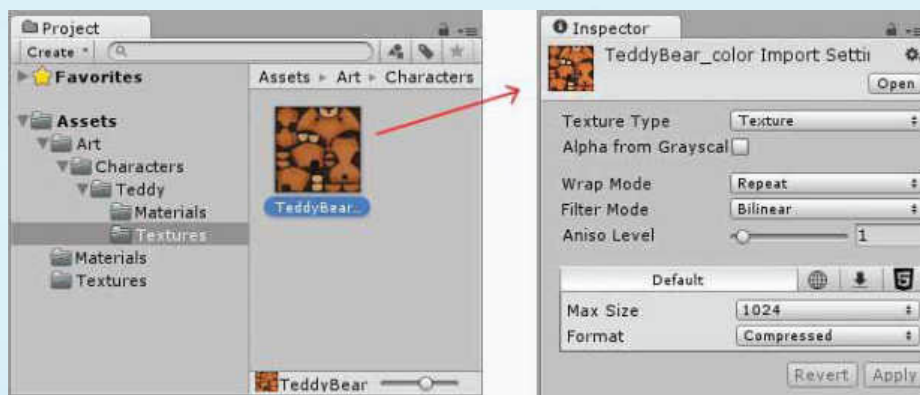 Project
Create
Favorites
Assets ▸ Art ▸ Characters
Assets
Art
Characters
Teddy
Materials
Textures
Materials
Textures
TeddyBear...
TeddyBear
Inspector
TeddyBear_color Import Settii
Open
Texture Type Texture
Alpha from Grayscal
Wrap Mode Repeat
Filter Mode Bilinear
Aniso Level 1
Default
Max Size 1024
Format Compressed
Revert Apply